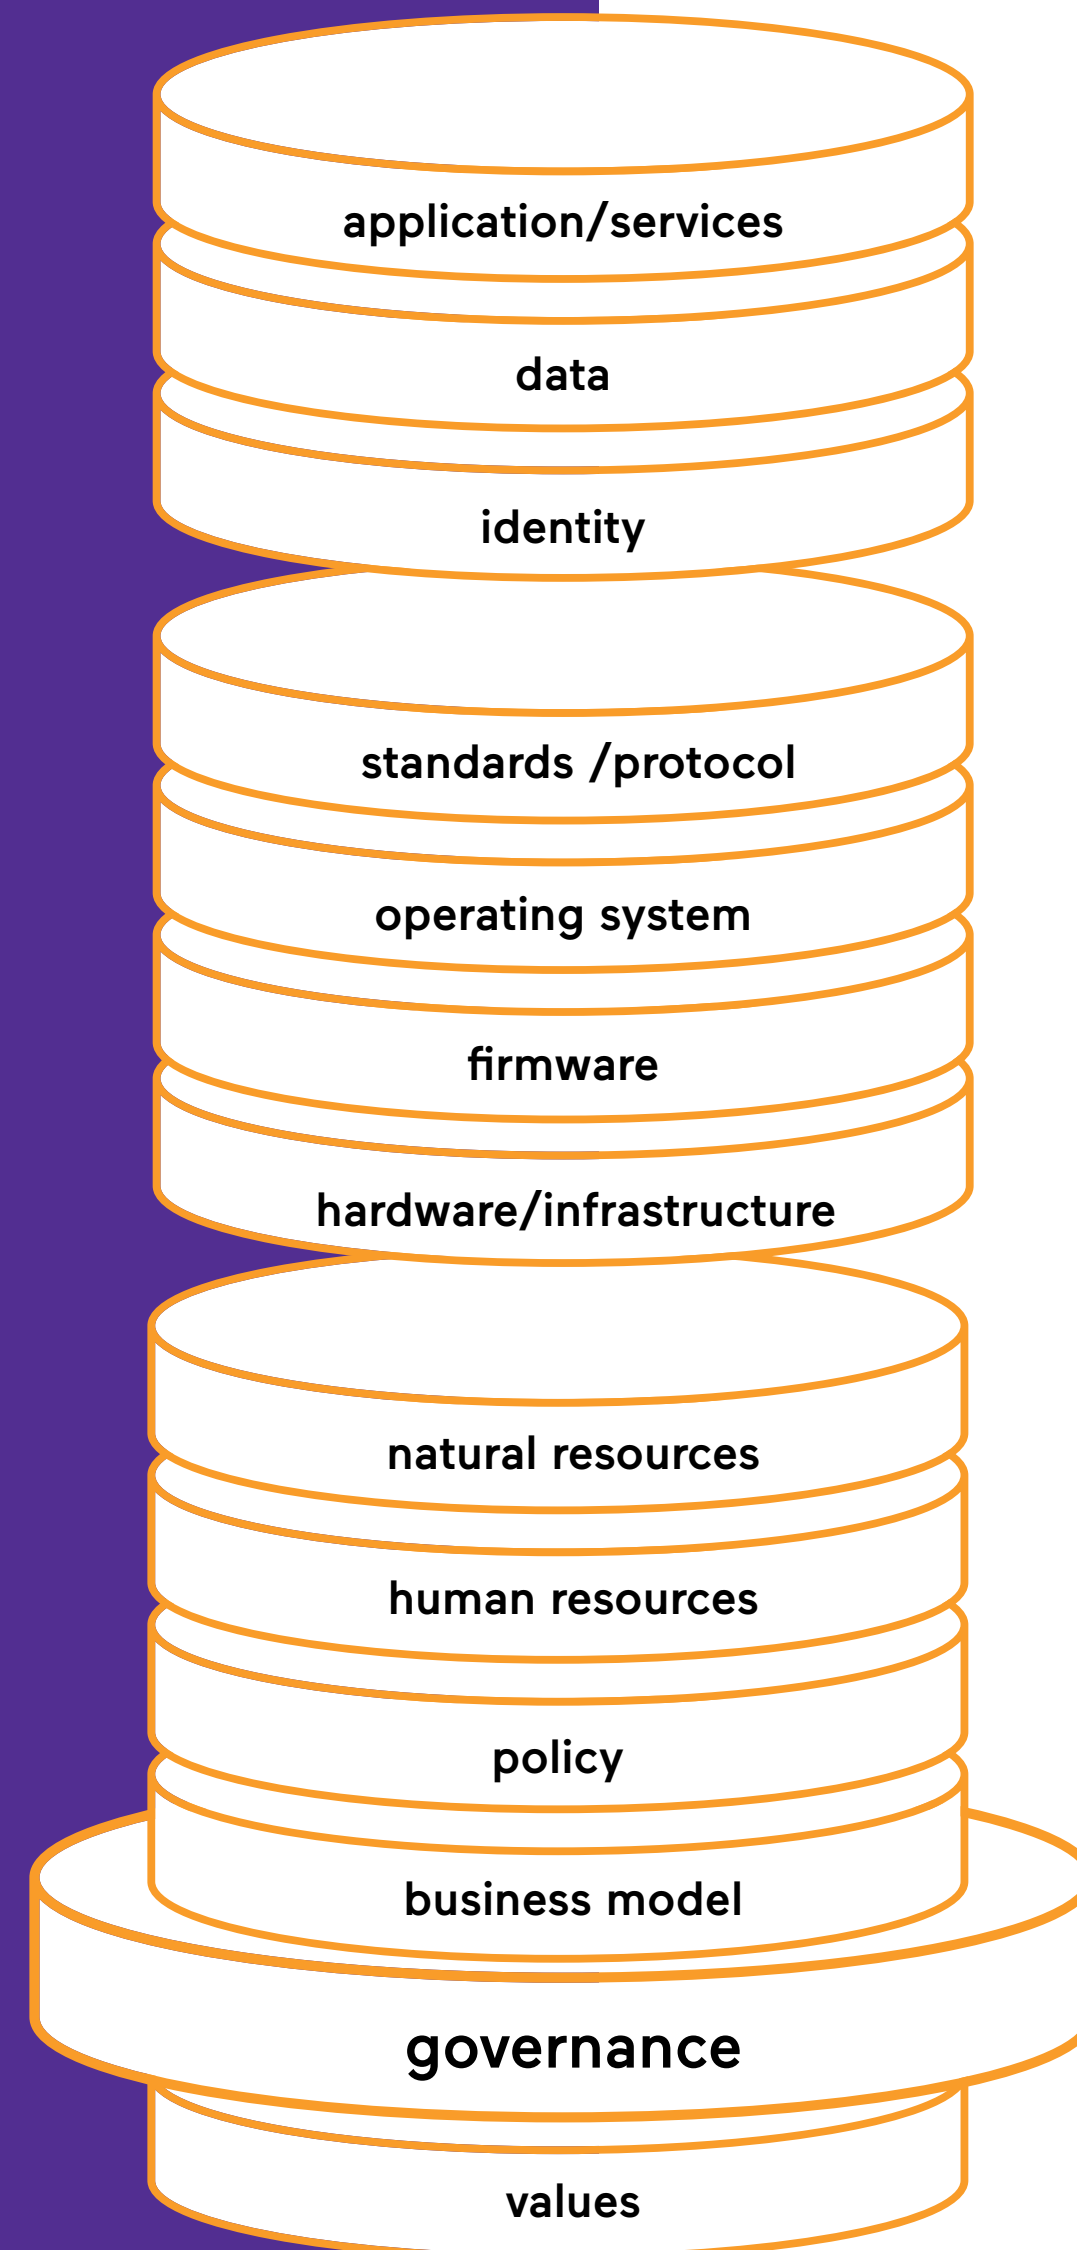 application/services
data
identity
standards /protocol
operating system
firmware
hardware/infrastructure
natural resources
human resources
policy
business model
governance
values